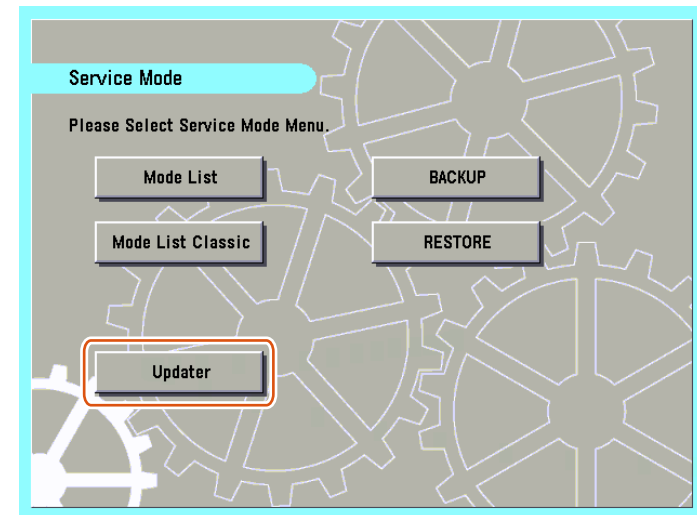 Service Mode
Please Select Service Mode Menu.
Mode List
BACKUP
Mode List Classic
RESTORE
Updater